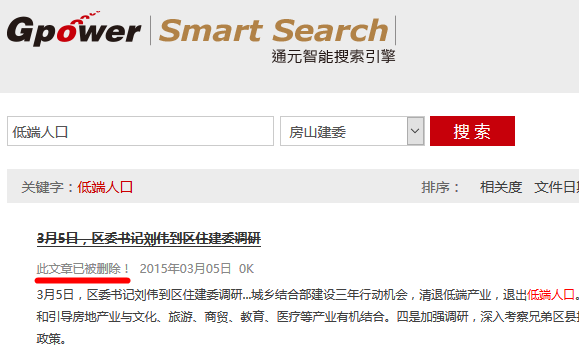 Gpower Smart Search
通元智能搜索引擎
低端人口 房山建委 搜 索
关键字：低端人口 排序： 相关度 文件日
3月5日，区委书记刘伟到区住建委调研
此文章已被删除！ 2015年03月05日 0K
3月5日，区委书记刘伟到区住建委调研...城乡结合部建设三年行动机会，清退低端产业，退出低端人口。
和引导房地产业与文化、旅游、商贸、教育、医疗等产业有机结合。四是加强调研，深入考察兄弟区县
政策。